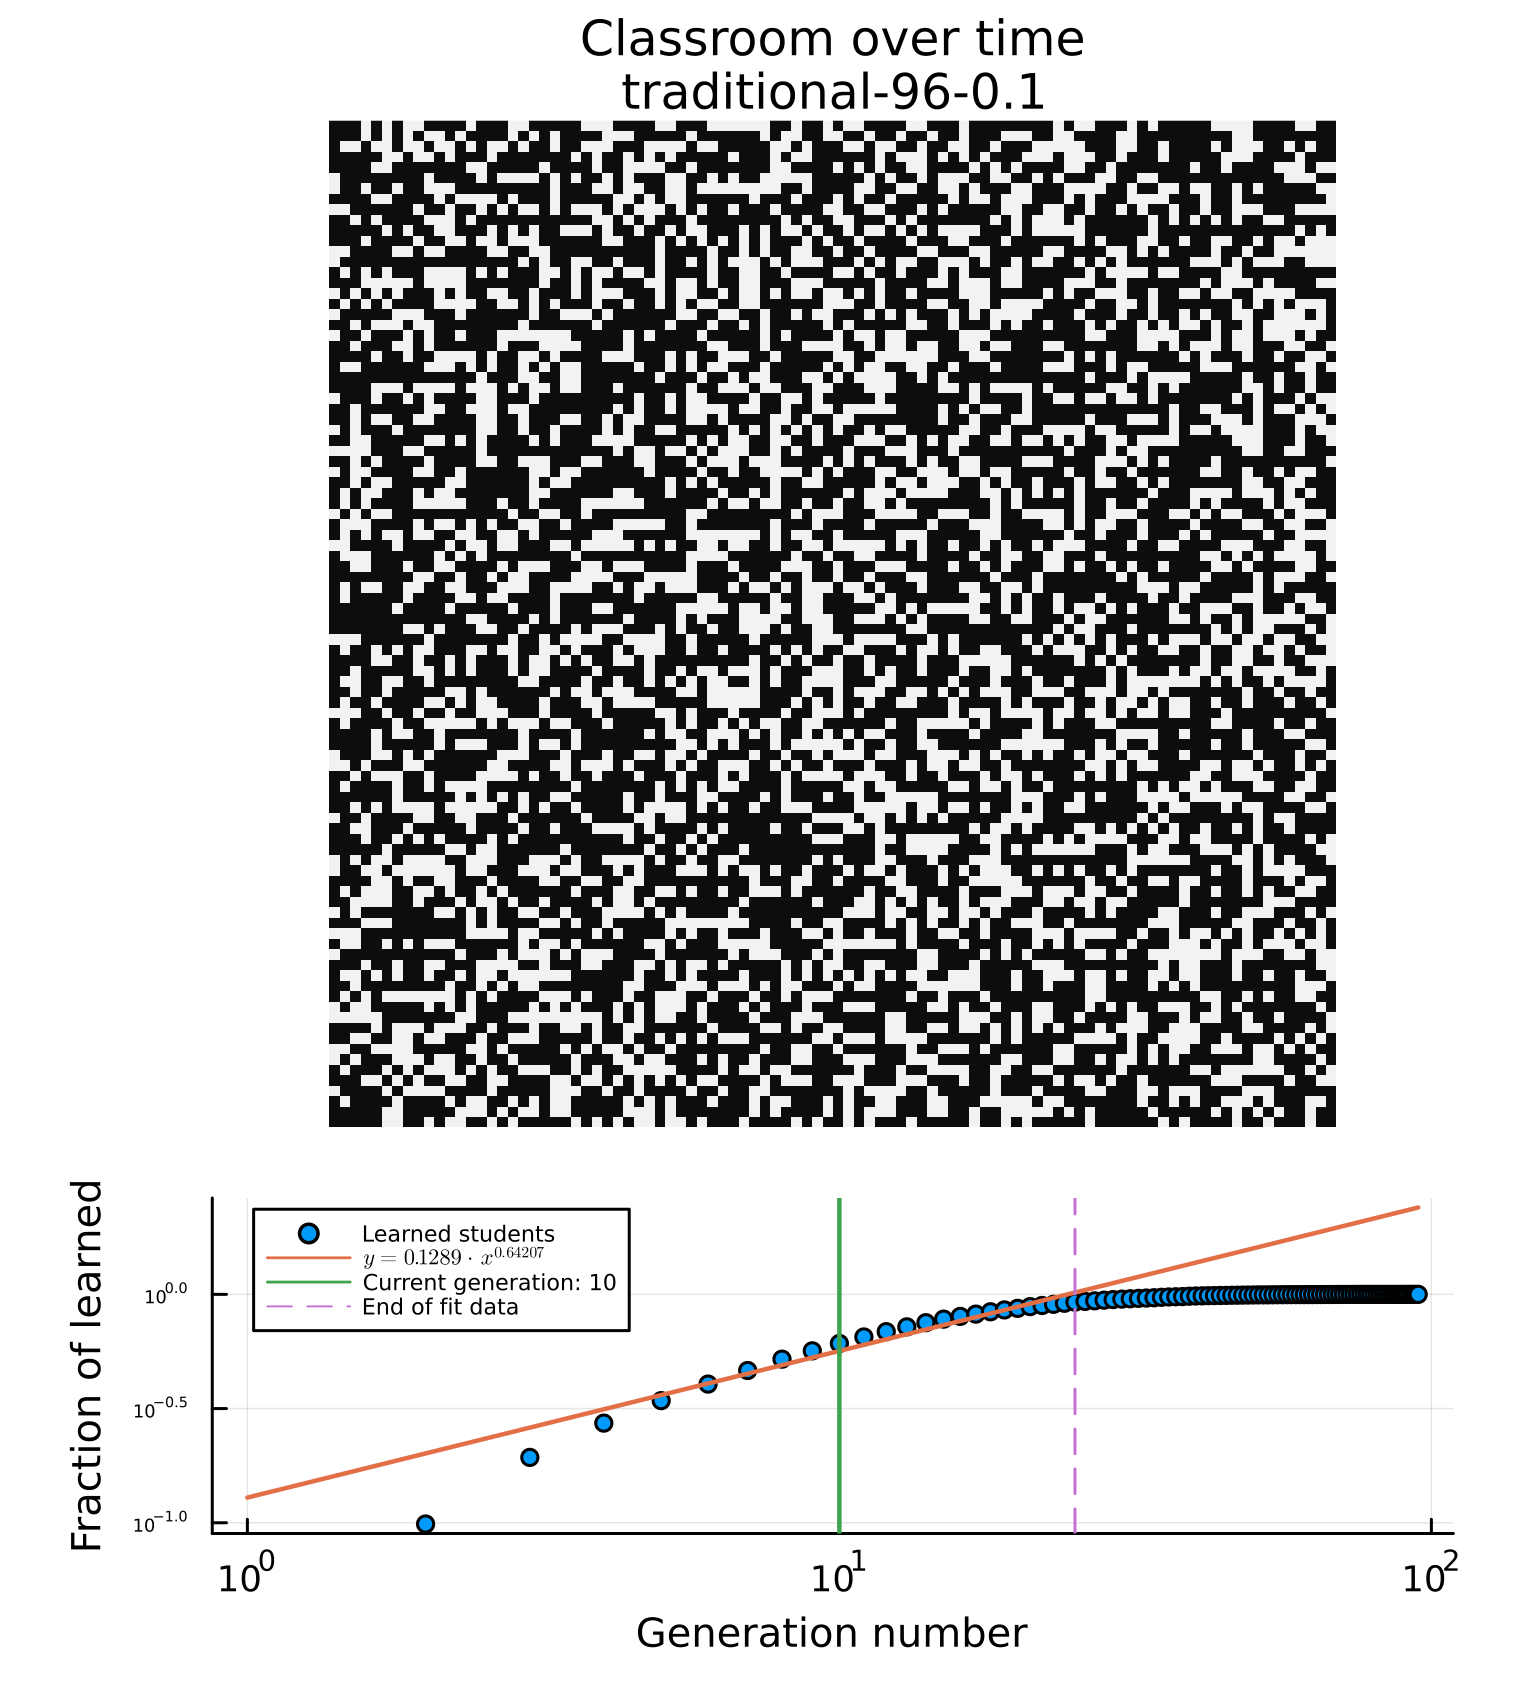 Classroom over time
traditional-96-0.1
Fraction of learned
Learned students
y = 0.1289 · x^0.64207
Current generation: 10
End of fit data
10^0.0
10^−0.5
10^−1.0
10^0
10^1
10^2
Generation number